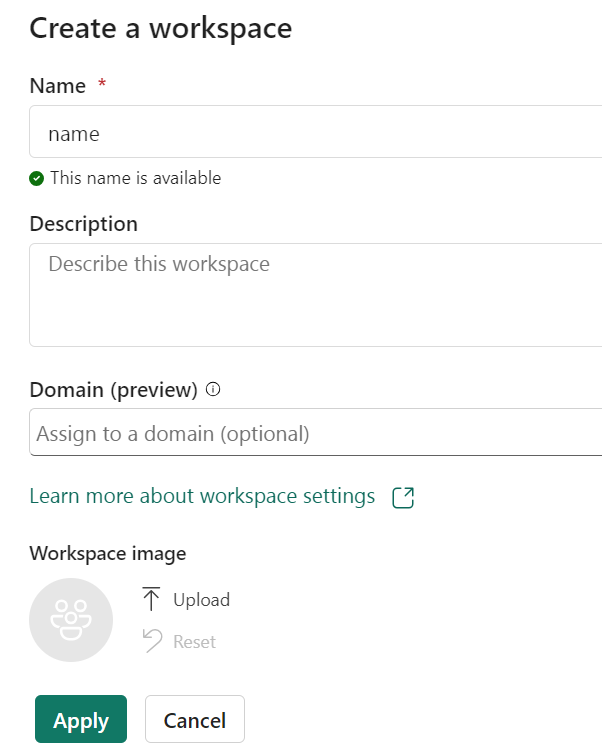 Create a workspace
Name *
name
This name is available
Description
Describe this workspace
Domain (preview)
Assign to a domain (optional)
Learn more about workspace settings
Workspace image
Upload
Reset
Apply Cancel